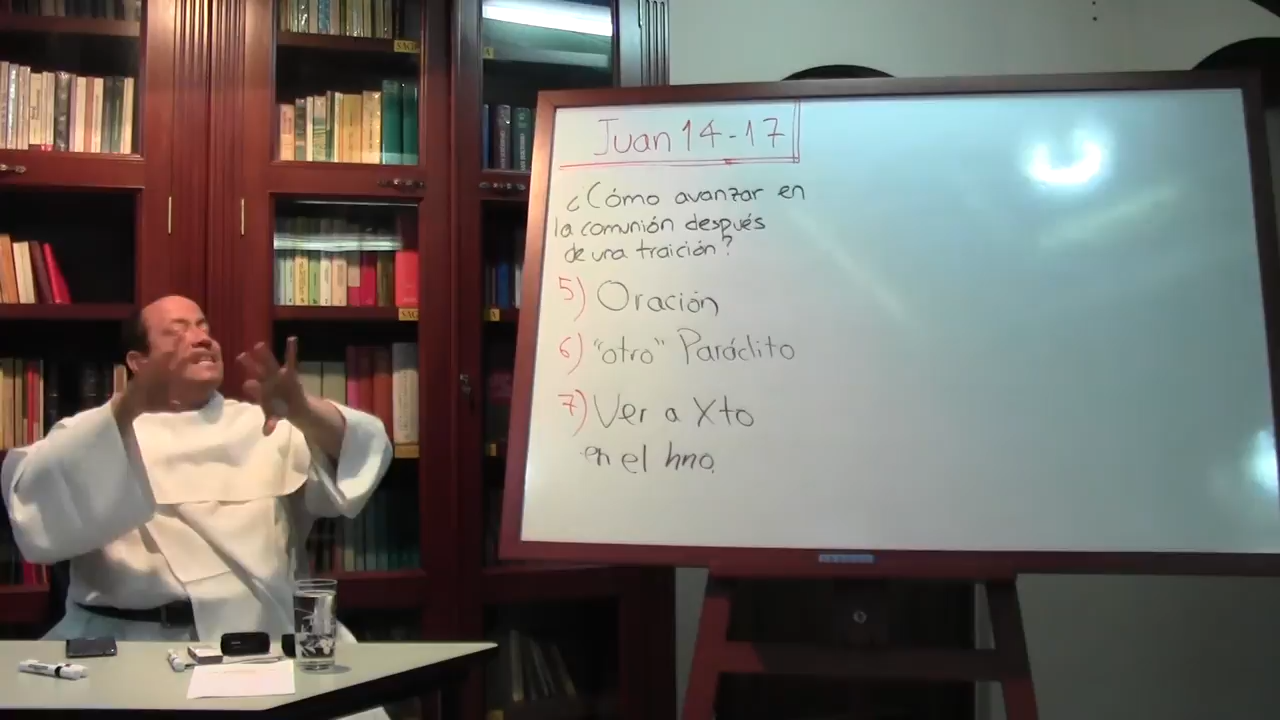 Juan 14-17
¿Cómo avanzar en
la comunión después
de una traición?
5) Oración
6) "otro" Paráclito
7) Ver a Xto
en el hno.